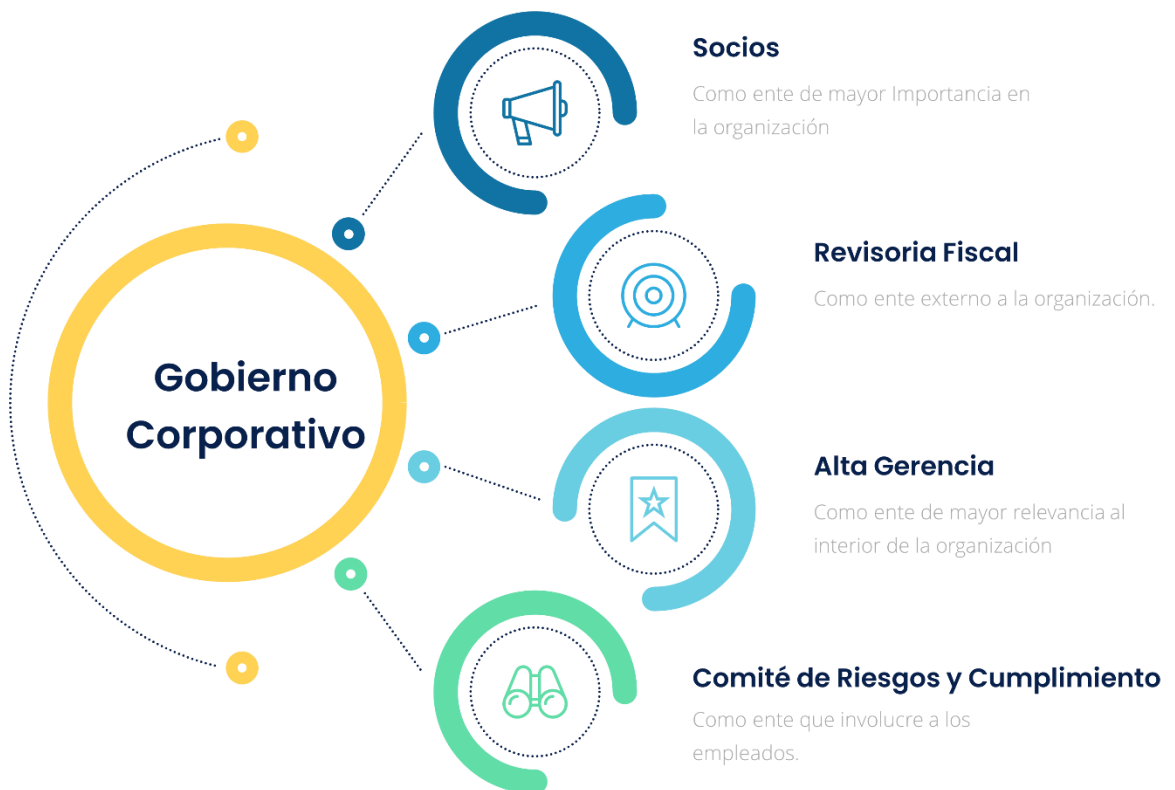 Socios
Como ente de mayor Importancia en
la organización
Revisoria Fiscal
Como ente externo a la organización.
Gobierno
Corporativo
Alta Gerencia
Como ente de mayor relevancia al
interior de la organización
Comité de Riesgos y Cumplimiento
Como ente que involucre a los
empleados.